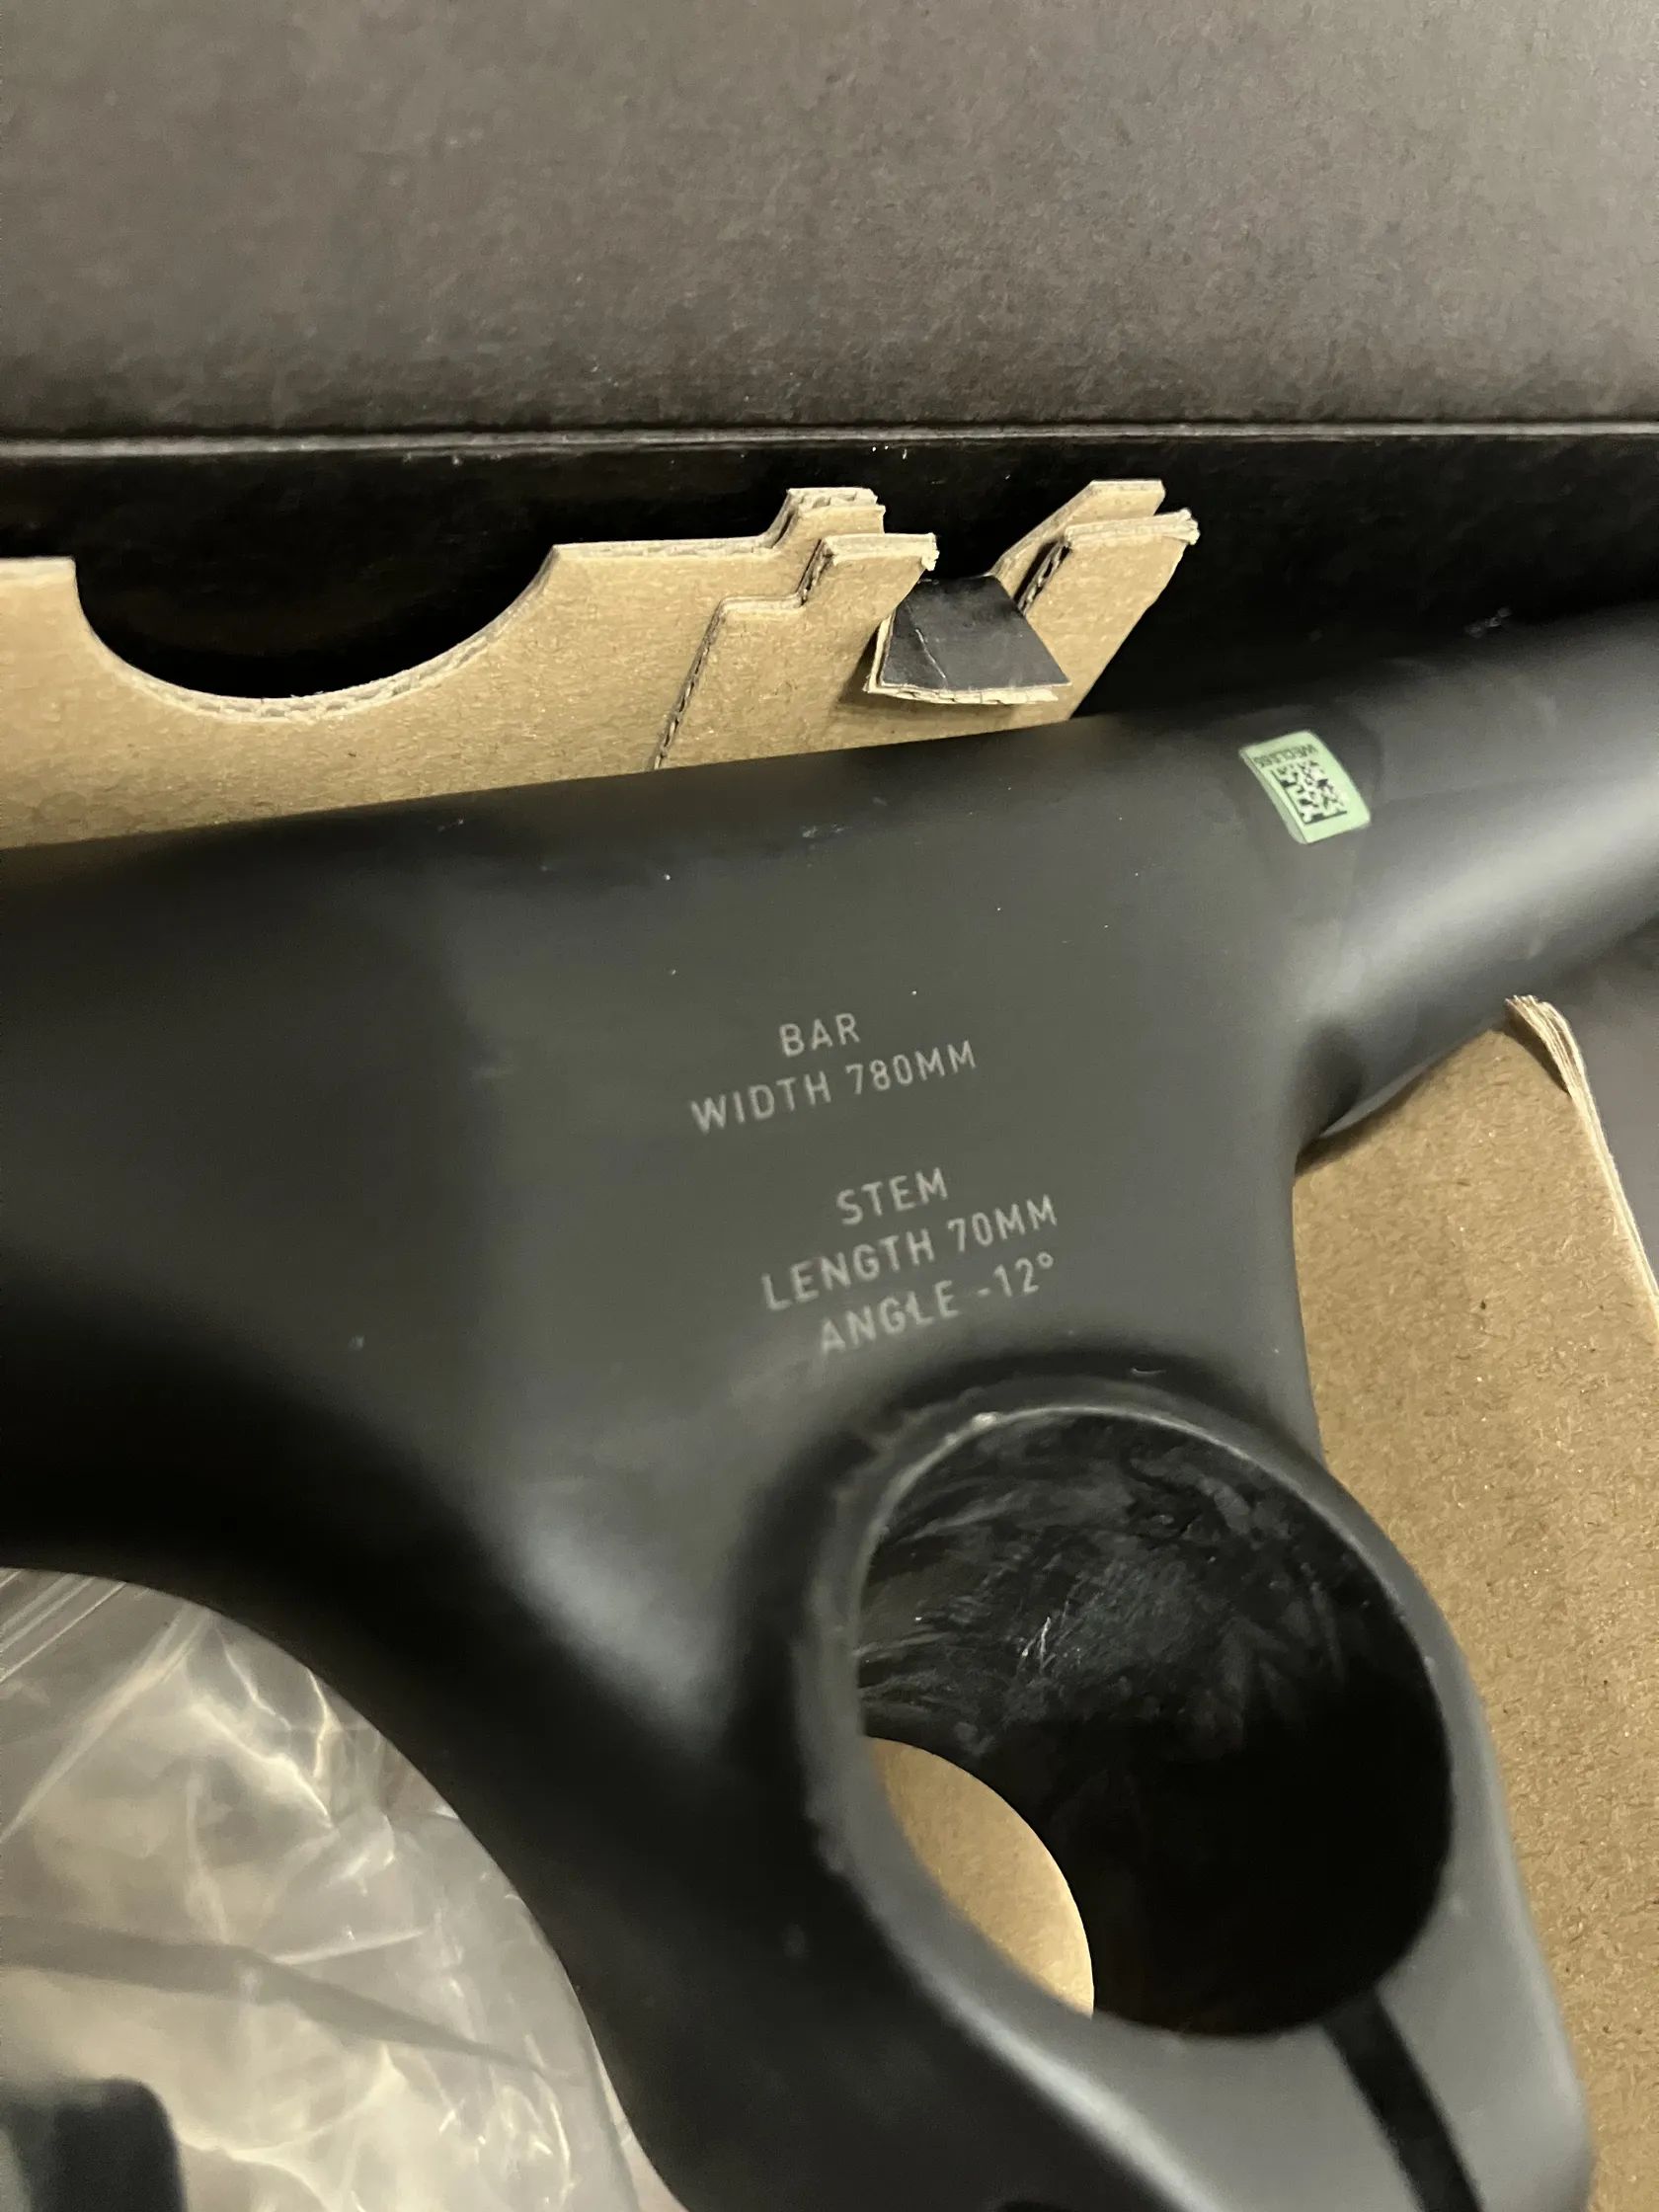 BAR
WIDTH 780MM
STEM
LENGTH 70MM
ANGLE -12°